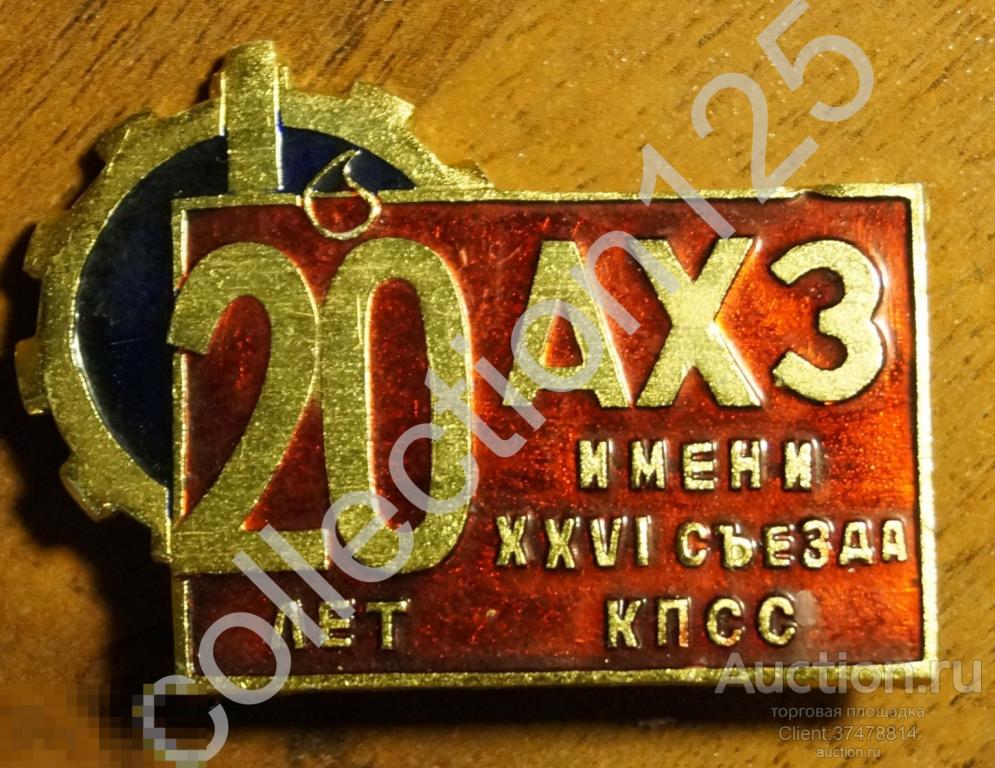 20 АХЗ
ИМЕНИ
XXVI СЪЕЗДА
ЛЕТ КПСС
Collection125
Auction.ru
торговая площадка
Client:37478814
auction.ru